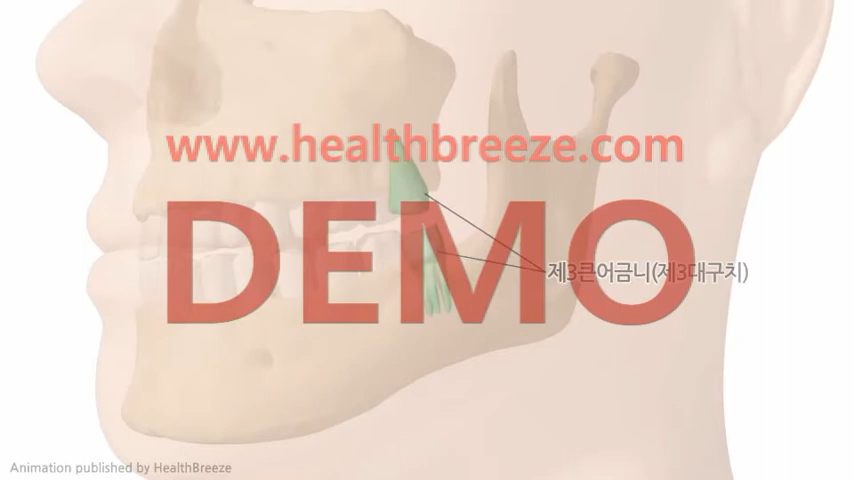 www.healthbreeze.com
DEMO
제3큰어금니(제3대구치)
Animation published by HealthBreeze